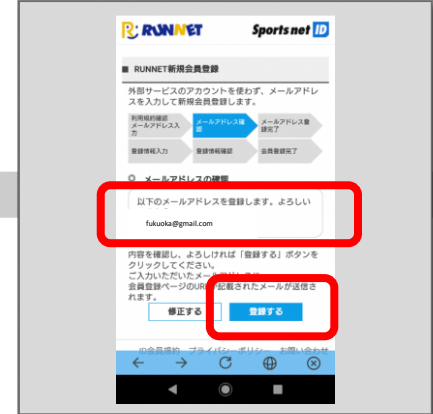 RUNNET Sports net ID
RUNNET新規会員登録
外部サービスのアカウントを使わず、メールアドレ
スを入力して新規会員登録します。
利用規約確認
メールアドレス入
力
メールアドレス確
認
メールアドレス登
録完了
登録情報入力
登録情報確認
会員登録完了
メールアドレスの確認
以下のメールアドレスを登録します。よろしい
fukuoka@gmail.com
内容を確認し、よろしければ「登録する」ボタンを
クリックしてください。
ご入力いただいたメール
会員登録ページのURLが記載されたメールが送信さ
れます。
修正する
登録する
ID会員規約 プライバシーポリシー お問い合わせ